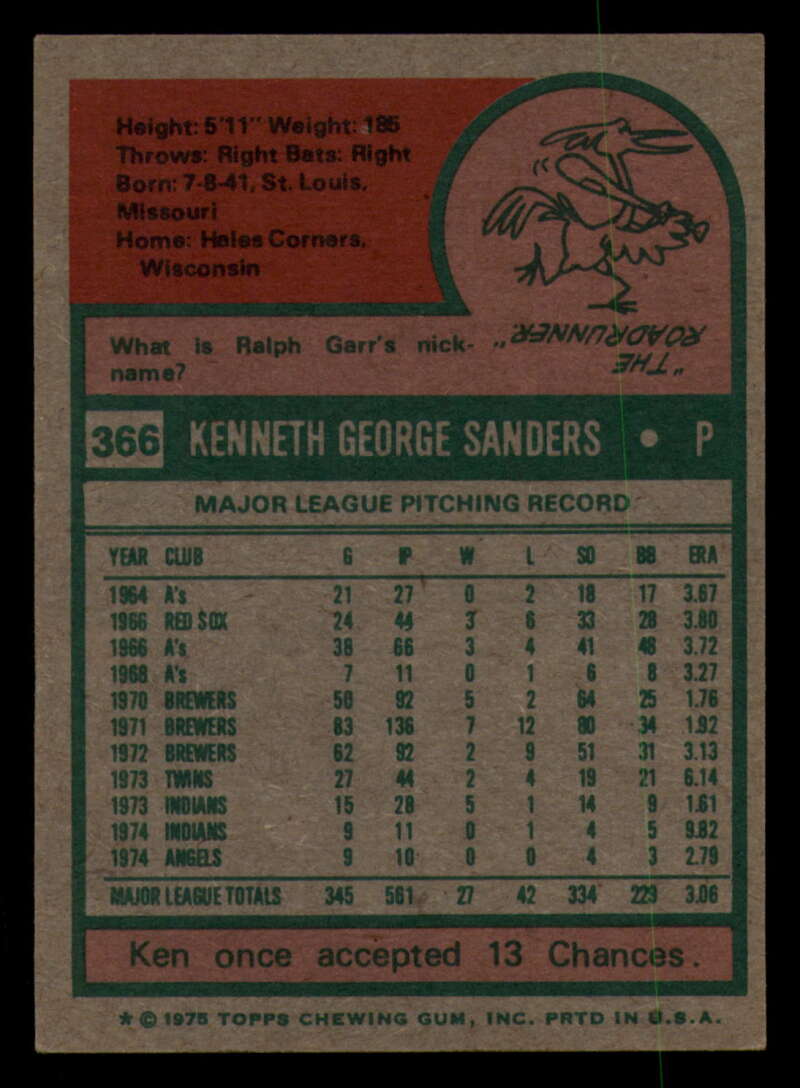 Height: 5'11" Weight: 185
Throws: Right Bats: Right
Born: 7-8-41, St. Louis,
Missouri
Home: Hales Corners,
Wisconsin
What is Ralph Garr's nick-
name?
"THE
ROADRUNNER."
366 KENNETH GEORGE SANDERS • P
MAJOR LEAGUE PITCHING RECORD
YEAR CLUB G IP W L SO BB ERA
1964 A's 21 27 0 2 18 17 3.67
1966 RED SOX 24 44 3 6 33 28 3.80
1966 A's 38 66 3 4 41 48 3.72
1968 A's 7 11 0 1 6 8 3.27
1970 BREWERS 50 92 5 2 64 25 1.76
1971 BREWERS 83 136 7 12 80 34 1.92
1972 BREWERS 62 92 2 9 51 31 3.13
1973 TWINS 27 44 2 4 19 21 6.14
1973 INDIANS 15 28 5 1 14 9 1.61
1974 INDIANS 9 11 0 1 4 5 9.82
1974 ANGELS 9 10 0 0 4 3 2.79
MAJOR LEAGUE TOTALS 345 561 27 42 334 229 3.06
Ken once accepted 13 Chances.
* © 1975 TOPPS CHEWING GUM, INC. PRTD IN U.S.A.